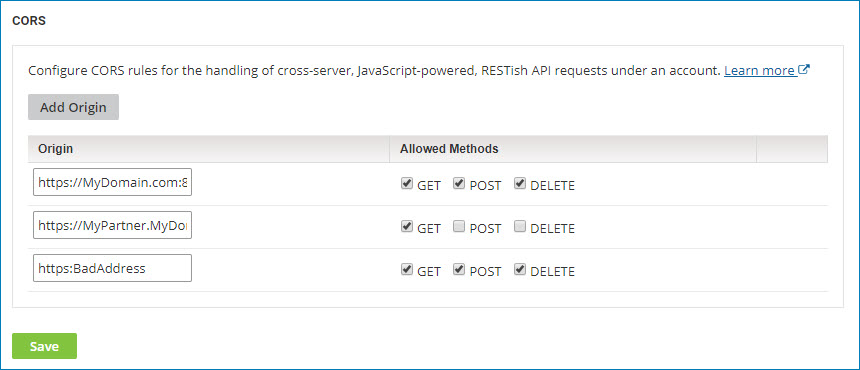 CORS
Configure CORS rules for the handling of cross-server, JavaScript-powered, RESTish API requests under an account. Learn more
Add Origin
Origin Allowed Methods
https://MyDomain.com:8 GET POST DELETE
https://MyPartner.MyDo GET POST DELETE
https:BadAddress GET POST DELETE
Save